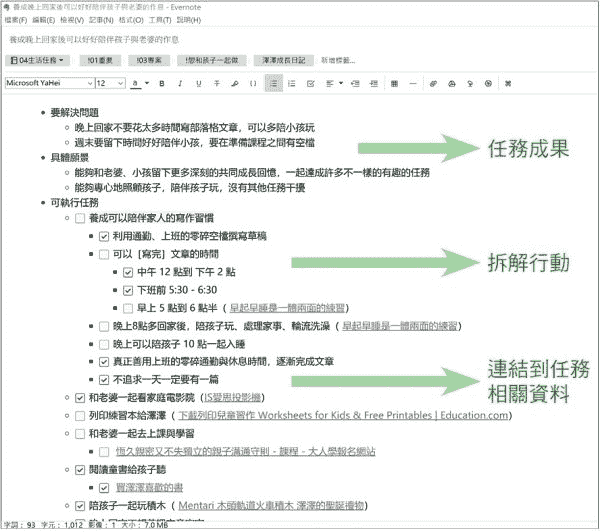 養成晚上回家後可以好好陪伴孩子與老婆的作息 - Evernote
檔案(F) 編輯(E) 檢視(V) 記事(N) 格式(O) 工具(T) 說明(H)
養成晚上回家後可以好好陪伴孩子與老婆的作息
04生活任務 !01重要 !03專案 !想和孩子一起做 澤澤成長日記 新增標籤...
Microsoft YaHei 12 a B I U T
要解決問題
晚上回家不要花太多時間寫部落格文章，可以多陪小孩玩
週末要留下時間好好陪伴小孩，要在準備課程之間有空檔
任務成果
具體願景
能夠和老婆、小孩留下更多深刻的共同成長回憶，一起達成許多不一樣的有趣的任務
能夠專心地照顧孩子，陪伴孩子玩，沒有其他任務干擾
可執行任務
養成可以陪伴家人的寫作習慣
利用通勤、上班的零碎空檔撰寫草稿
可以［寫完］文章的時間
拆解行動
中午 12 點到 下午 2 點
下班前 5:30 - 6:30
早上 5 點到 6 點半（ 早起早睡是一體兩面的練習）
晚上8點多回家後，陪孩子玩、處理家事、輪流洗澡（ 早起早睡是一體兩面的練習）
晚上可以陪孩子 10 點一起入睡
真正善用上班的零碎通勤與休息時間，逐漸完成文章
不追求一天一定要有一篇
連結到任務
相關資料
和老婆一起看家庭電影院（IS愛思投影機）
列印練習本給澤澤（ 下載列印兒童習作 Worksheets for Kids & Free Printables | Education.com）
和老婆一起去上課與學習
恆久親密又不失獨立的親子溝通守則 - 課程 - 大人學報名網站
閱讀童書給孩子聽
買澤澤喜歡的書
陪孩子一起玩積木（ Mentari 木頭軌道火車積木 澤澤的聖誕禮物）
字詞： 93 字元： 1,012 影像： 1 大小： 7.0 MB